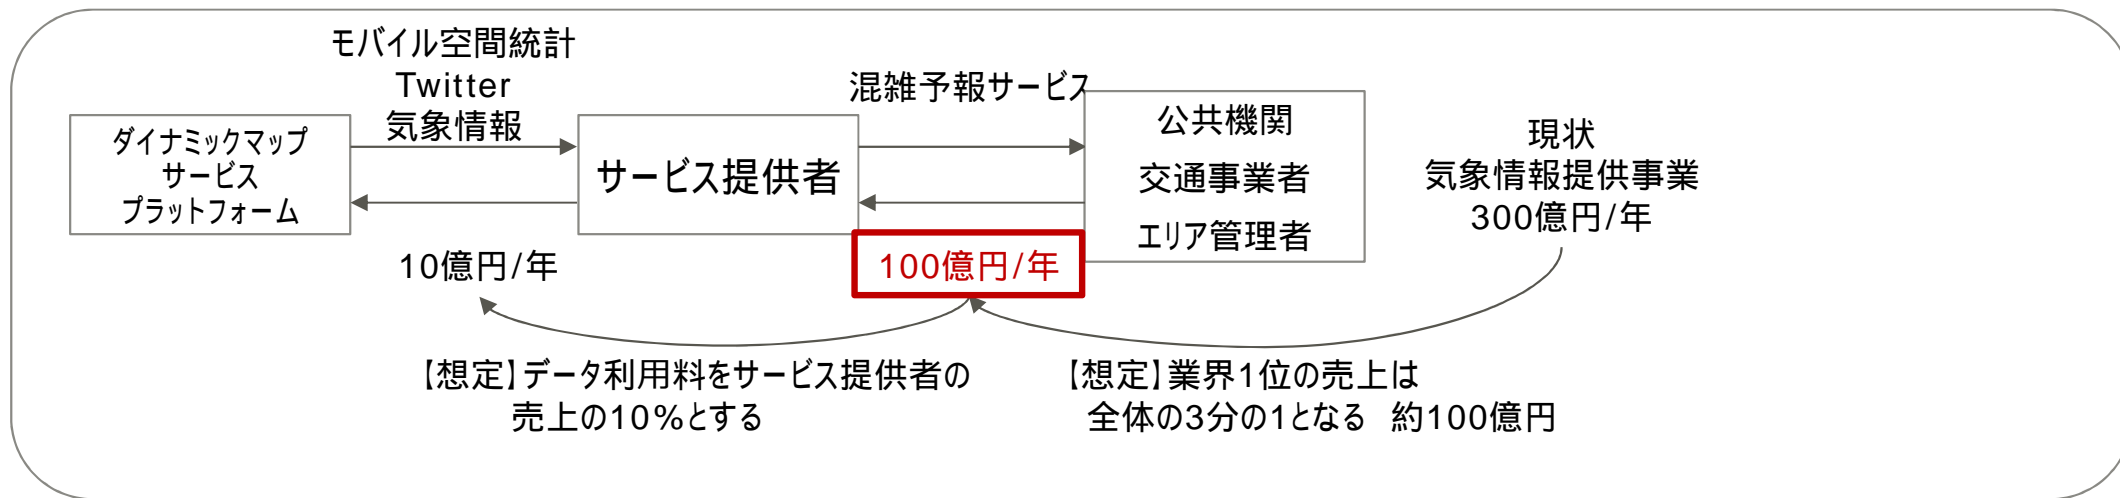 モバイル空間統計
Twitter
気象情報
混雑予報サービス
ダイナミックマップ
サービス
プラットフォーム
サービス提供者
公共機関
交通事業者
エリア管理者
現状
気象情報提供事業
300億円/年
10億円/年
100億円/年
【想定】データ利用料をサービス提供者の
売上の10%とする
【想定】業界1位の売上は
全体の3分の1となる 約100億円